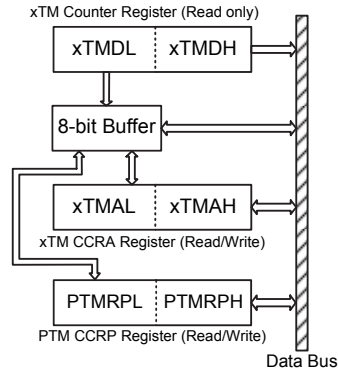 xTM Counter Register (Read only)
xTMDL xTMDH
8-bit Buffer
xTMAL xTMAH
xTM CCRA Register (Read/Write)
PTMRPL PTMRPH
PTM CCRP Register (Read/Write)
Data Bus